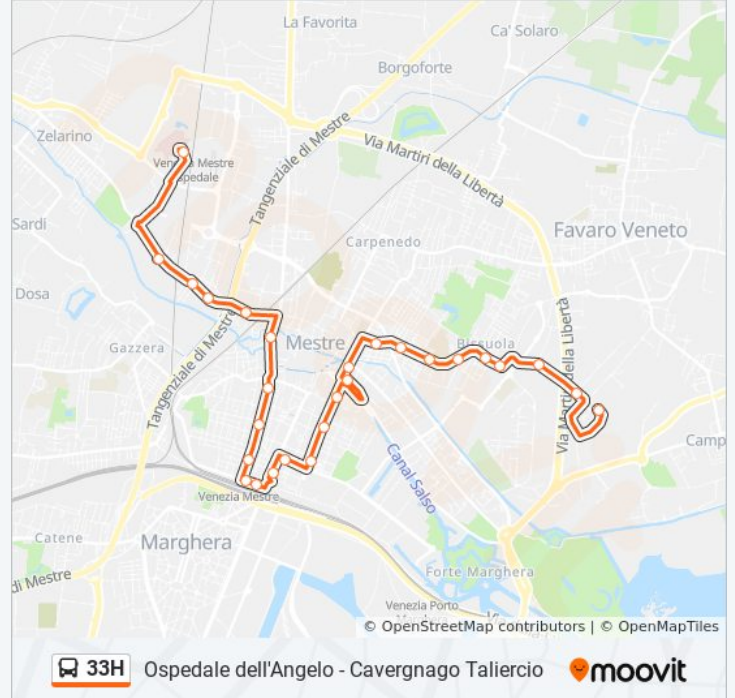 La Favorita
Ca' Solaro
Borgoforte
Zelarino
Tangenziale di Mestre
Via Martiri della Libertà
Mestre
Sardi
Carpenedo
Favaro Veneto
Dosa
Gazzera
Mestre
Bissuola
Tangenziale di Mestre
Via Martiri della Libertà
Camp
Canal Salso
Venezia Mestre
Marghera
Catene
di Mestre
Forte Marghera
Venezia Porto
© OpenStreetMap contributors | © OpenMapTiles
33H Ospedale dell'Angelo - Cavergnago Taliercio moovit